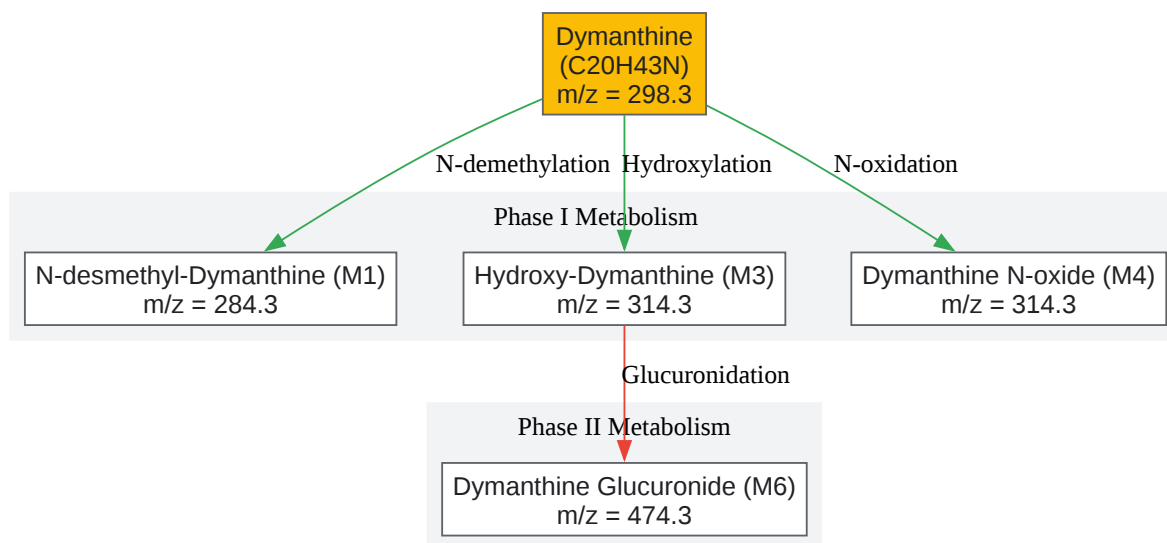 Dymanthine
(C20H43N)
m/z = 298.3
N-demethylation
Hydroxylation
N-oxidation
Phase I Metabolism
N-desmethyl-Dymanthine (M1)
m/z = 284.3
Hydroxy-Dymanthine (M3)
m/z = 314.3
Dymanthine N-oxide (M4)
m/z = 314.3
Glucuronidation
Phase II Metabolism
Dymanthine Glucuronide (M6)
m/z = 474.3